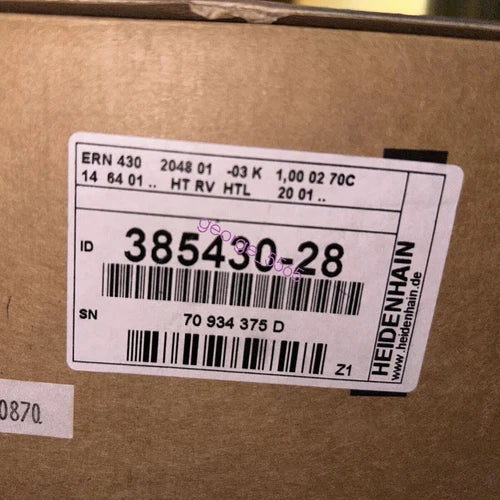 ERN 430 2048 01 -03 K 1,00 02 70C
14 64 01 .. HT RV HTL 20 01 ..
ID 385430-28
SN 70 934 375 D
Z1
HEIDENHAIN
www.heidenhain.de
0870